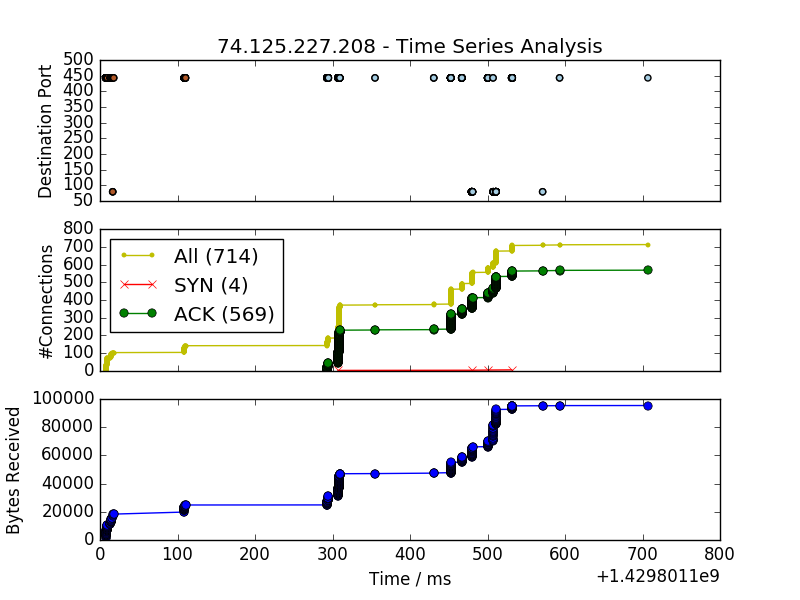 74.125.227.208 - Time Series Analysis
500
450
400
350
300
250
200
150
100
50
Destination Port
800
700
600
500
400
300
200
100
0
#Connections
All (714)
SYN (4)
ACK (569)
100000
80000
60000
40000
20000
0
Bytes Received
0 100 200 300 400 500 600 700 800
Time / ms
+1.4298011e9